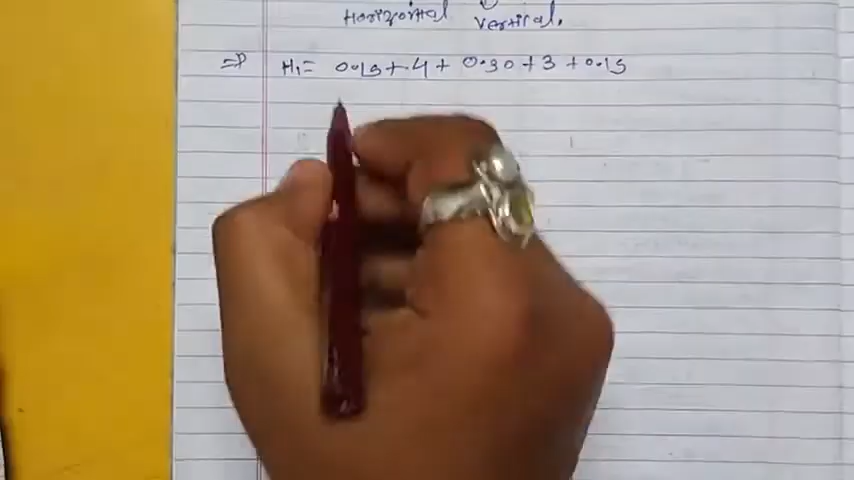 Horizontal vertical.
⇒ H₁= 0.15+.4+ 0.30+3+0.15